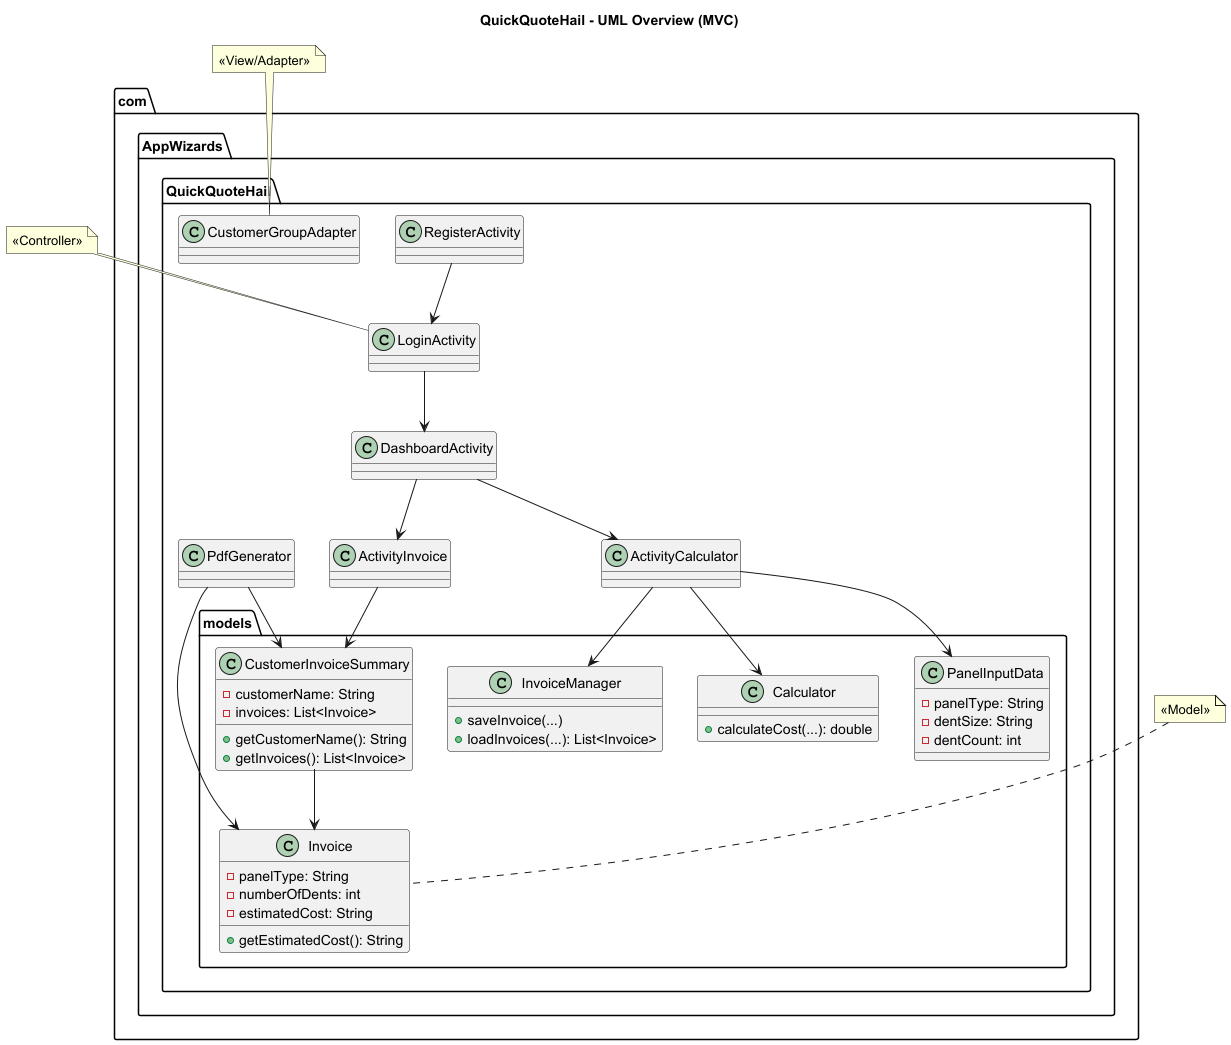 QuickQuoteHail - UML Overview (MVC)
«View/Adapter»
com
AppWizards
QuickQuoteHail
C CustomerGroupAdapter
C RegisterActivity
«Controller»
C LoginActivity
C DashboardActivity
C PdfGenerator
C ActivityInvoice
C ActivityCalculator
models
C CustomerInvoiceSummary
customerName: String
invoices: List<Invoice>
getCustomerName(): String
getInvoices(): List<Invoice>
C InvoiceManager
saveInvoice(...)
loadInvoices(...): List<Invoice>
C Calculator
calculateCost(...): double
C PanelInputData
panelType: String
dentSize: String
dentCount: int
«Model»
C Invoice
panelType: String
numberOfDents: int
estimatedCost: String
getEstimatedCost(): String